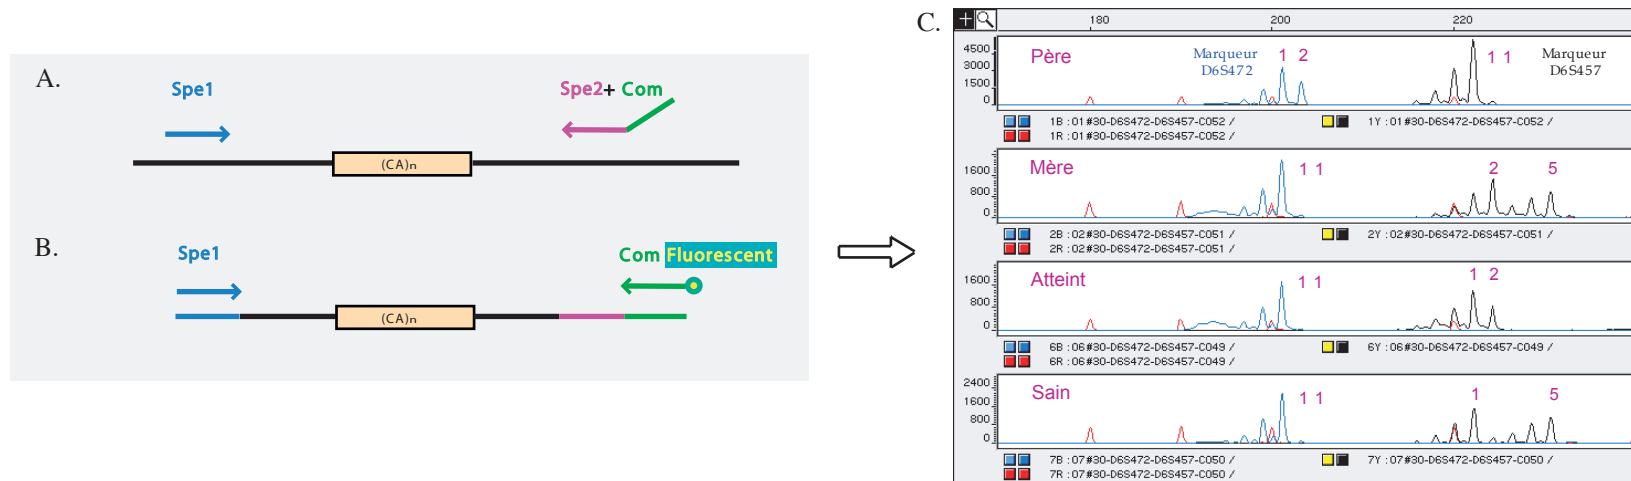 A.
Spe1
Spe2+ Com
(CA)n
B.
Spe1
Com Fluorescent
(CA)n
C.
180 200 220
4500
3000
1500
0
Père
Marqueur
D6S472
1 2
1 1
Marqueur
D6S457
1B : 01#30-D6S472-D6S457-C052 /
1R : 01#30-D6S472-D6S457-C052 /
1Y : 01#30-D6S472-D6S457-C052 /
1600
800
0
Mère
1 1
2 5
2B : 02#30-D6S472-D6S457-C051 /
2R : 02#30-D6S472-D6S457-C051 /
2Y : 02#30-D6S472-D6S457-C051 /
1600
800
0
Atteint
1 1
1 2
6B : 06#30-D6S472-D6S457-C049 /
6R : 06#30-D6S472-D6S457-C049 /
6Y : 06#30-D6S472-D6S457-C049 /
2400
1600
800
0
Sain
1 1
1 5
7B : 07#30-D6S472-D6S457-C050 /
7R : 07#30-D6S472-D6S457-C050 /
7Y : 07#30-D6S472-D6S457-C050 /